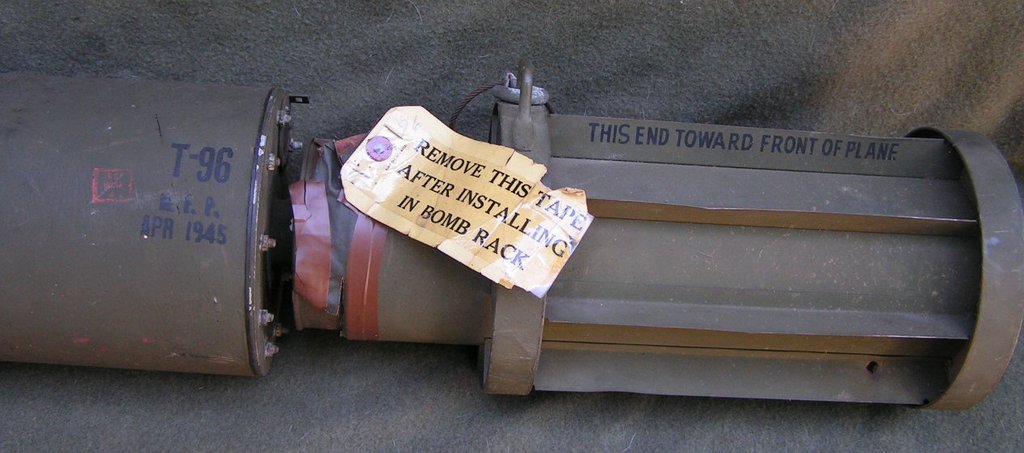 T-96
E. F. P.
APR 1945
REMOVE THIS TAPE
AFTER INSTALLING
IN BOMB RACK.
THIS END TOWARD FRONT OF PLANE.